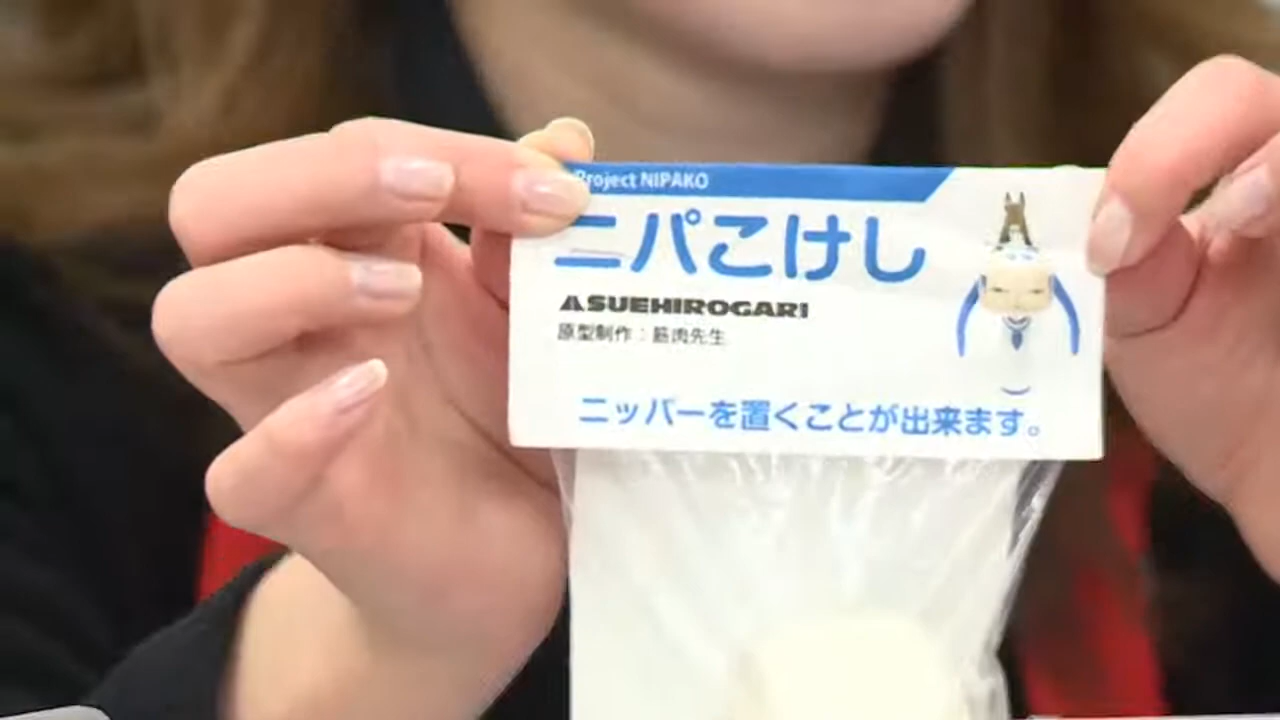 Project NIPAKO
ニパこけし
ASUEHIROGARI
原型制作：筋肉先生
ニッパーを置くことが出来ます。